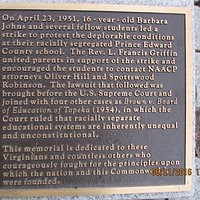 On April 23, 1951, 16 - year - old Barbara
Johns and several fellow students led a
strike to protest the deplorable conditions
at their racially segregated Prince Edward
County school. The Rev. L. Francis Griffin
united parents in support of the strike and
encouraged the students to contact NAACP
attorneys Oliver Hill and Spottswood
Robinson. The lawsuit that followed was
brought before the U.S. Supreme Court and
joined with four other cases as Brown v. Board
of Education of Topeka (1954), in which the
Court ruled that racially separate
educational systems are inherently unequal
and unconstitutional.
This memorial is dedicated to these
Virginians and countless others who
courageously fought for the principles upon
which the nation and this Commonwealth
were founded.